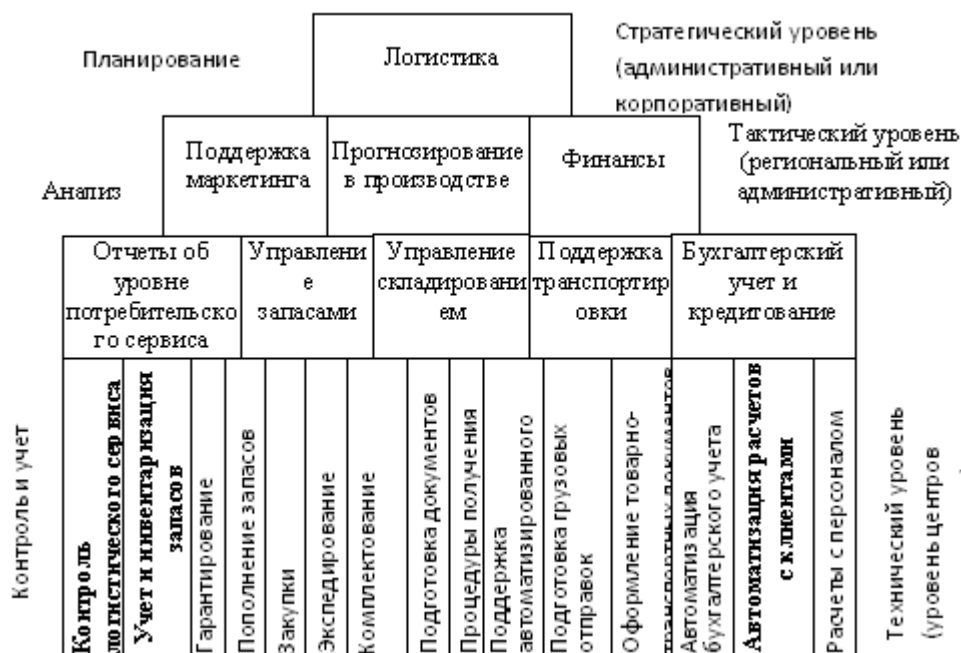 Планирование
Логистика
Стратегический уровень
(административный или
корпоративный)
Анализ
Поддержка
маркетинга
Прогнозирование
в производстве
Финансы
Тактический уровень
(региональный или
административный)
Отчеты об
уровне
потребительско
го сервиса
Управлени
е
запасами
Управление
складировани
ем
Поддержка
транспортир
овки
Бухгалтерский
учет и
кредитование
Контроль и учет
Контроль
логистического сервиса
Учет и инвентаризация
запасов
Гарантирование
Пополнение запасов
Закупки
Экспедирование
Комплектование
Подготовка документов
Процедуры получения
Поддержка
автоматизированного
Подготовка грузовых
отправок
Оформление товарно-
транспортных документов
Автоматизация
бухгалтерского учета
Автоматизация расчетов
с клиентами
Расчеты с персоналом
Технический уровень
(уровень центров